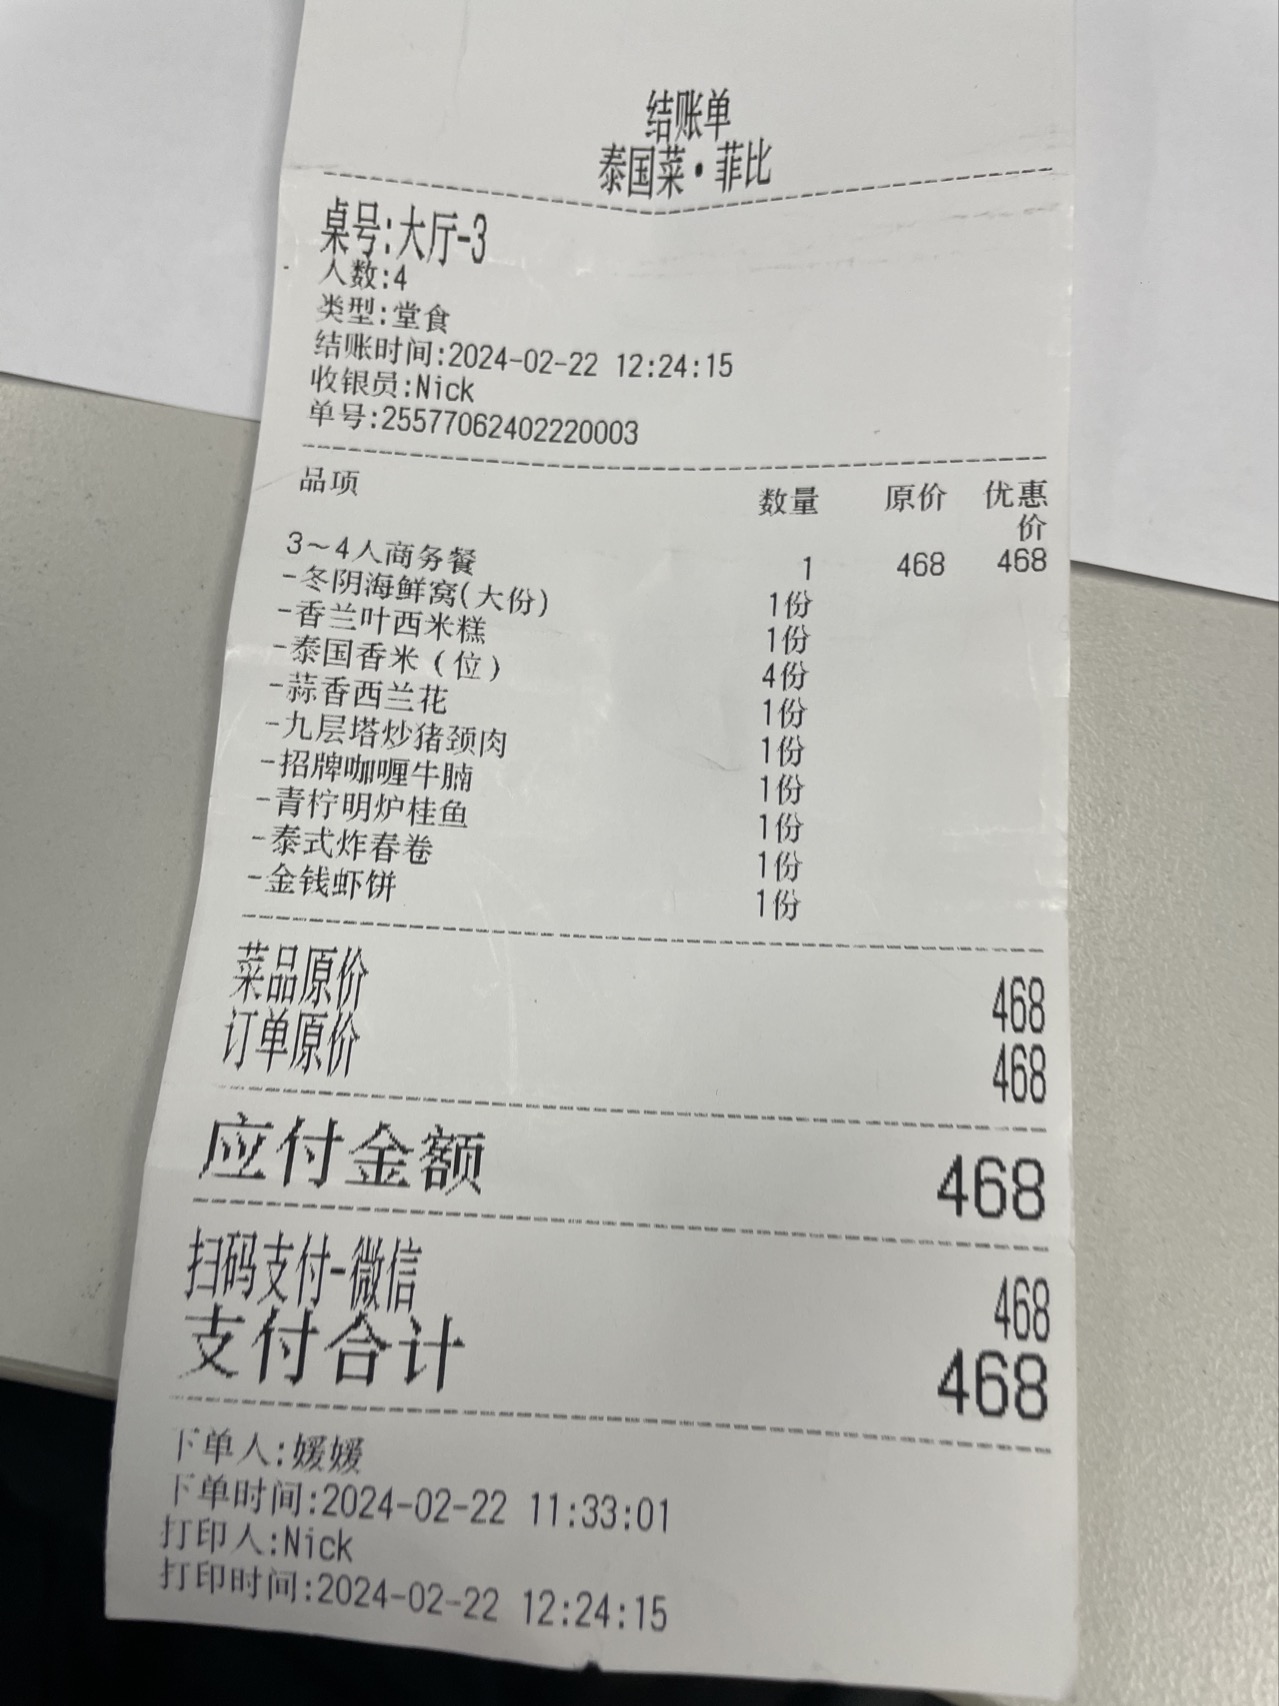 结账单
泰国菜·菲比
桌号:大厅-3
人数:4
类型:堂食
结账时间:2024-02-22 12:24:15
收银员:Nick
单号:25577062402220003
品项 数量 原价 优惠价
3~4人商务餐 1 468 468
-冬阴海鲜窝(大份) 1份
-香兰叶西米糕 1份
-泰国香米(位) 4份
-蒜香西兰花 1份
-九层塔炒猪颈肉 1份
-招牌咖喱牛腩 1份
-青柠明炉桂鱼 1份
-泰式炸春卷 1份
-金钱虾饼 1份
菜品原价 468
订单原价 468
应付金额 468
扫码支付-微信 468
支付合计 468
下单人:媛媛
下单时间:2024-02-22 11:33:01
打印人:Nick
打印时间:2024-02-22 12:24:15